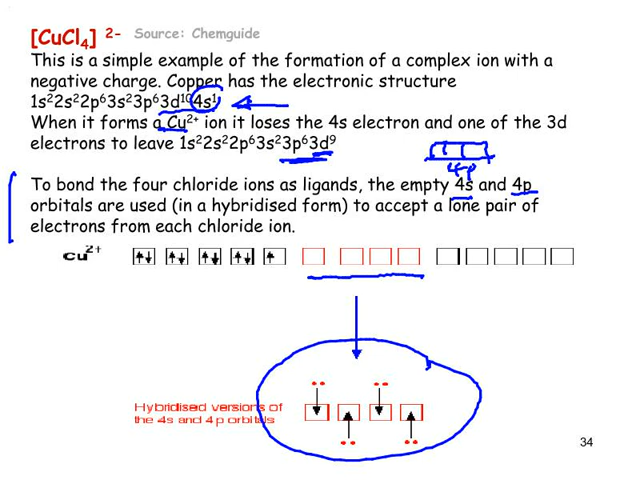 [CuCl₄] ²⁻ Source: Chemguide
This is a simple example of the formation of a complex ion with a
negative charge. Copper has the electronic structure
1s²2s²2p⁶3s²3p⁶3d¹⁰4s¹
When it forms a Cu²⁺ ion it loses the 4s electron and one of the 3d
electrons to leave 1s²2s²2p⁶3s²3p⁶3d⁹
4p
To bond the four chloride ions as ligands, the empty 4s and 4p
orbitals are used (in a hybridised form) to accept a lone pair of
electrons from each chloride ion.
Cu²⁺
Hybridised versions of
the 4s and 4p orbitals
34